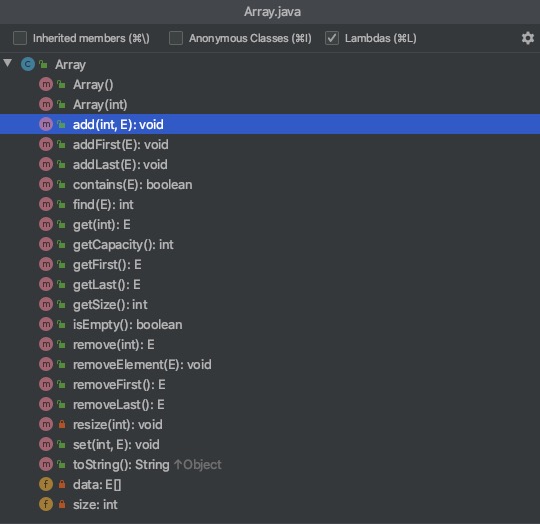 Array.java
Inherited members (⌘\) Anonymous Classes (⌘I) Lambdas (⌘L)
C Array
m Array()
m Array(int)
m add(int, E): void
m addFirst(E): void
m addLast(E): void
m contains(E): boolean
m find(E): int
m get(int): E
m getCapacity(): int
m getFirst(): E
m getLast(): E
m getSize(): int
m isEmpty(): boolean
m remove(int): E
m removeElement(E): void
m removeFirst(): E
m removeLast(): E
m resize(int): void
m set(int, E): void
m toString(): String ↑Object
f data: E[]
f size: int